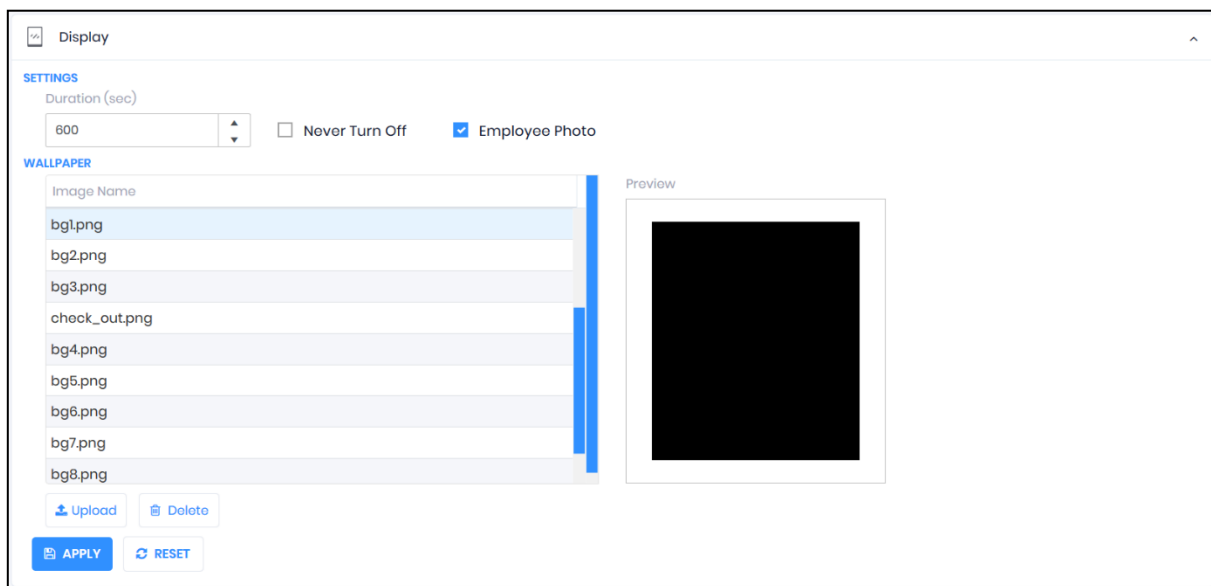 Display
SETTINGS
Duration (sec)
600
Never Turn Off
Employee Photo
WALLPAPER
Image Name
Preview
bg1.png
bg2.png
bg3.png
check_out.png
bg4.png
bg5.png
bg6.png
bg7.png
bg8.png
Upload
Delete
APPLY
RESET